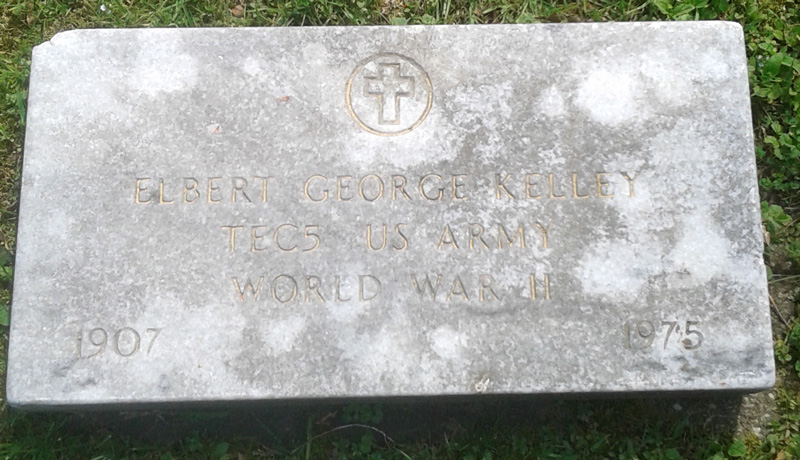 ELBERT GEORGE KELLEY
TEC5 US ARMY
WORLD WAR II
1907 1975